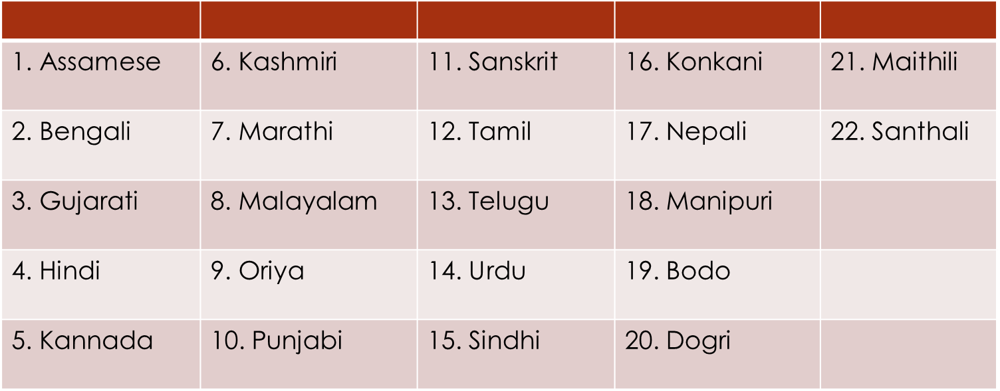 1. Assamese 6. Kashmiri 11. Sanskrit 16. Konkani 21. Maithili
2. Bengali 7. Marathi 12. Tamil 17. Nepali 22. Santhali
3. Gujarati 8. Malayalam 13. Telugu 18. Manipuri
4. Hindi 9. Oriya 14. Urdu 19. Bodo
5. Kannada 10. Punjabi 15. Sindhi 20. Dogri